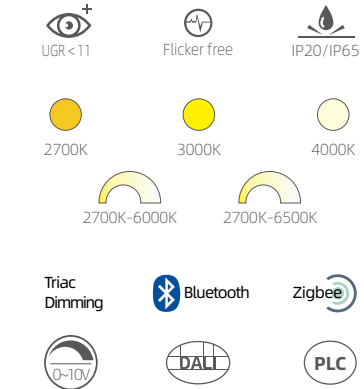 +
UGR<11
Flicker free
IP20/IP65
2700K
3000K
4000K
2700K-6000K
2700K-6500K
Triac
Dimming
Bluetooth
Zigbee
0~10V
DALI
PLC